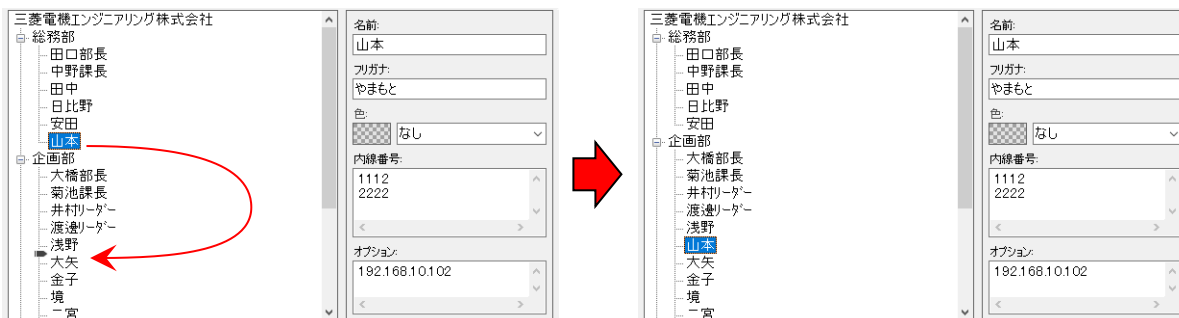 三菱電機エンジニアリング株式会社
総務部
田口部長
中野課長
田中
日比野
安田
山本
企画部
大橋部長
菊池課長
井村リーダー
渡邊リーダー
浅野
大矢
金子
境
二宮
名前:
山本
フリガナ:
やまもと
色:
なし
内線番号:
1112
2222
オプション:
192.168.10.102
三菱電機エンジニアリング株式会社
総務部
田口部長
中野課長
田中
日比野
安田
企画部
大橋部長
菊池課長
井村リーダー
渡邊リーダー
浅野
山本
大矢
金子
境
二宮
名前:
山本
フリガナ:
やまもと
色:
なし
内線番号:
1112
2222
オプション:
192.168.10.102